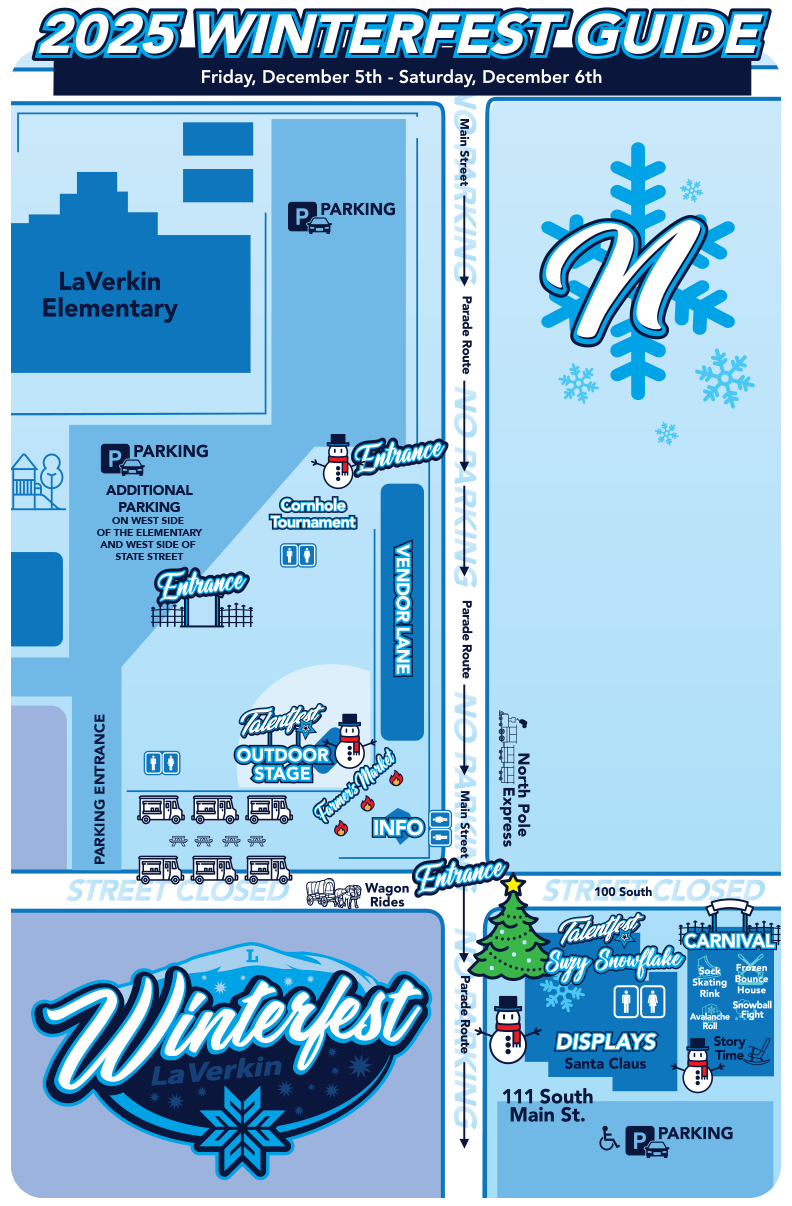 2025 WINTERFEST GUIDE
Friday, December 5th - Saturday, December 6th
NO PARKING
Main Street
P PARKING
LaVerkin
Elementary
n
Parade Route
NO PARKING
P PARKING
ADDITIONAL
PARKING
ON WEST SIDE
OF THE ELEMENTARY
AND WEST SIDE OF
STATE STREET
Entrance
Cornhole
Tournament
VENDOR LANE
Entrance
Parade Route
NO PARKING
Talentfest
OUTDOOR
STAGE
Farmer's Market
INFO
PARKING ENTRANCE
Main Street
North Pole
Express
Entrance
STREET CLOSED
Wagon
Rides
STREET CLOSED
100 South
NO PARKING
Parade Route
Talentfest
Suzy Snowflake
DISPLAYS
Santa Claus
CARNIVAL
Sock
Skating
Rink
Frozen
Bounce
House
Avalanche
Roll
Snowball
Fight
Story
Time
L
Winterfest
LaVerkin
111 South
Main St.
P PARKING